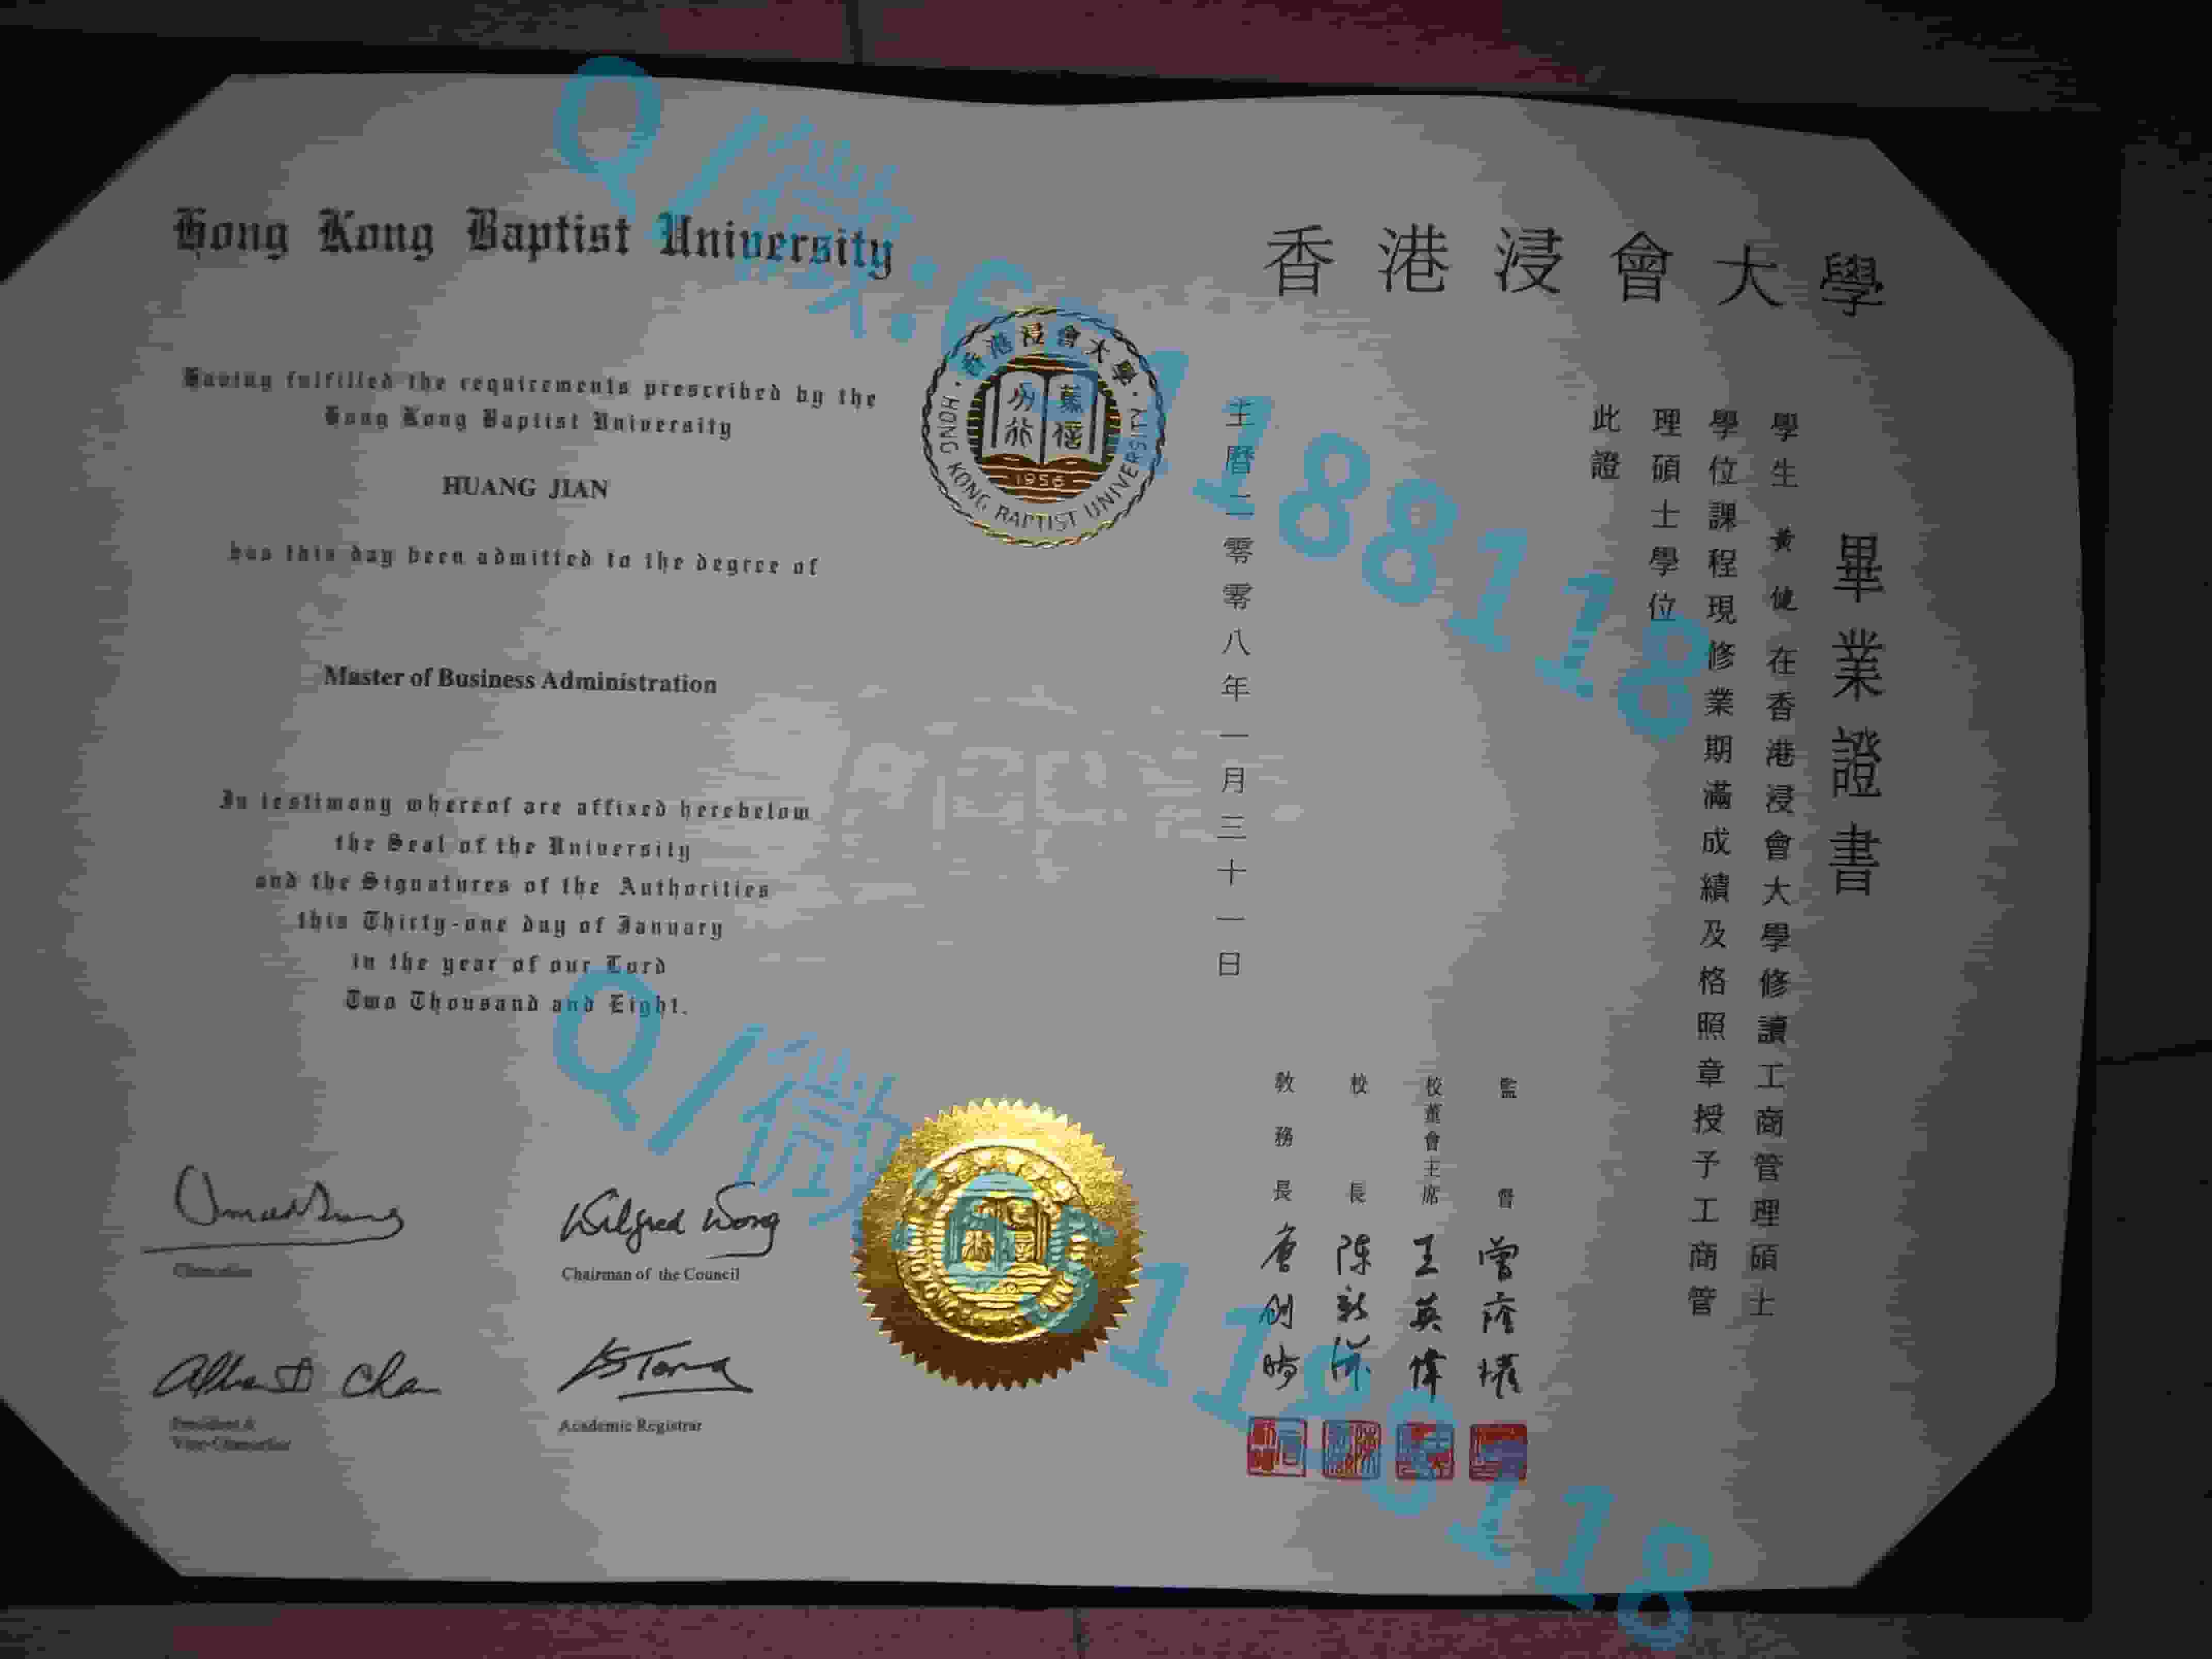 Hong Kong Baptist University
Having fulfilled the requirements prescribed by the
Hong Kong Baptist University
HUANG JIAN
has this day been admitted to the degree of
Master of Business Administration
In testimony whereof are affixed herebelow
the Seal of the University
and the Signatures of the Authorities
this Thirty-one day of January
in the year of our Lord
Two Thousand and Eight.
Chancellor
Wilfred Wong
Chairman of the Council
Albert Chan
President &
Vice-Chancellor
Academic Registrar
香港浸會大學
HONG KONG BAPTIST UNIVERSITY
1956
香港浸會大學
畢業證書
學生 黃健 在香港浸會大學修讀工商管理碩士
學位課程現修業期滿成績及格照章授予工商管
理碩士學位
此證
主曆二零零八年一月三十一日
監督
校董會主席 王英偉
校長 陳新滋
教務長
Q/微:651188118
Q/微:651188118